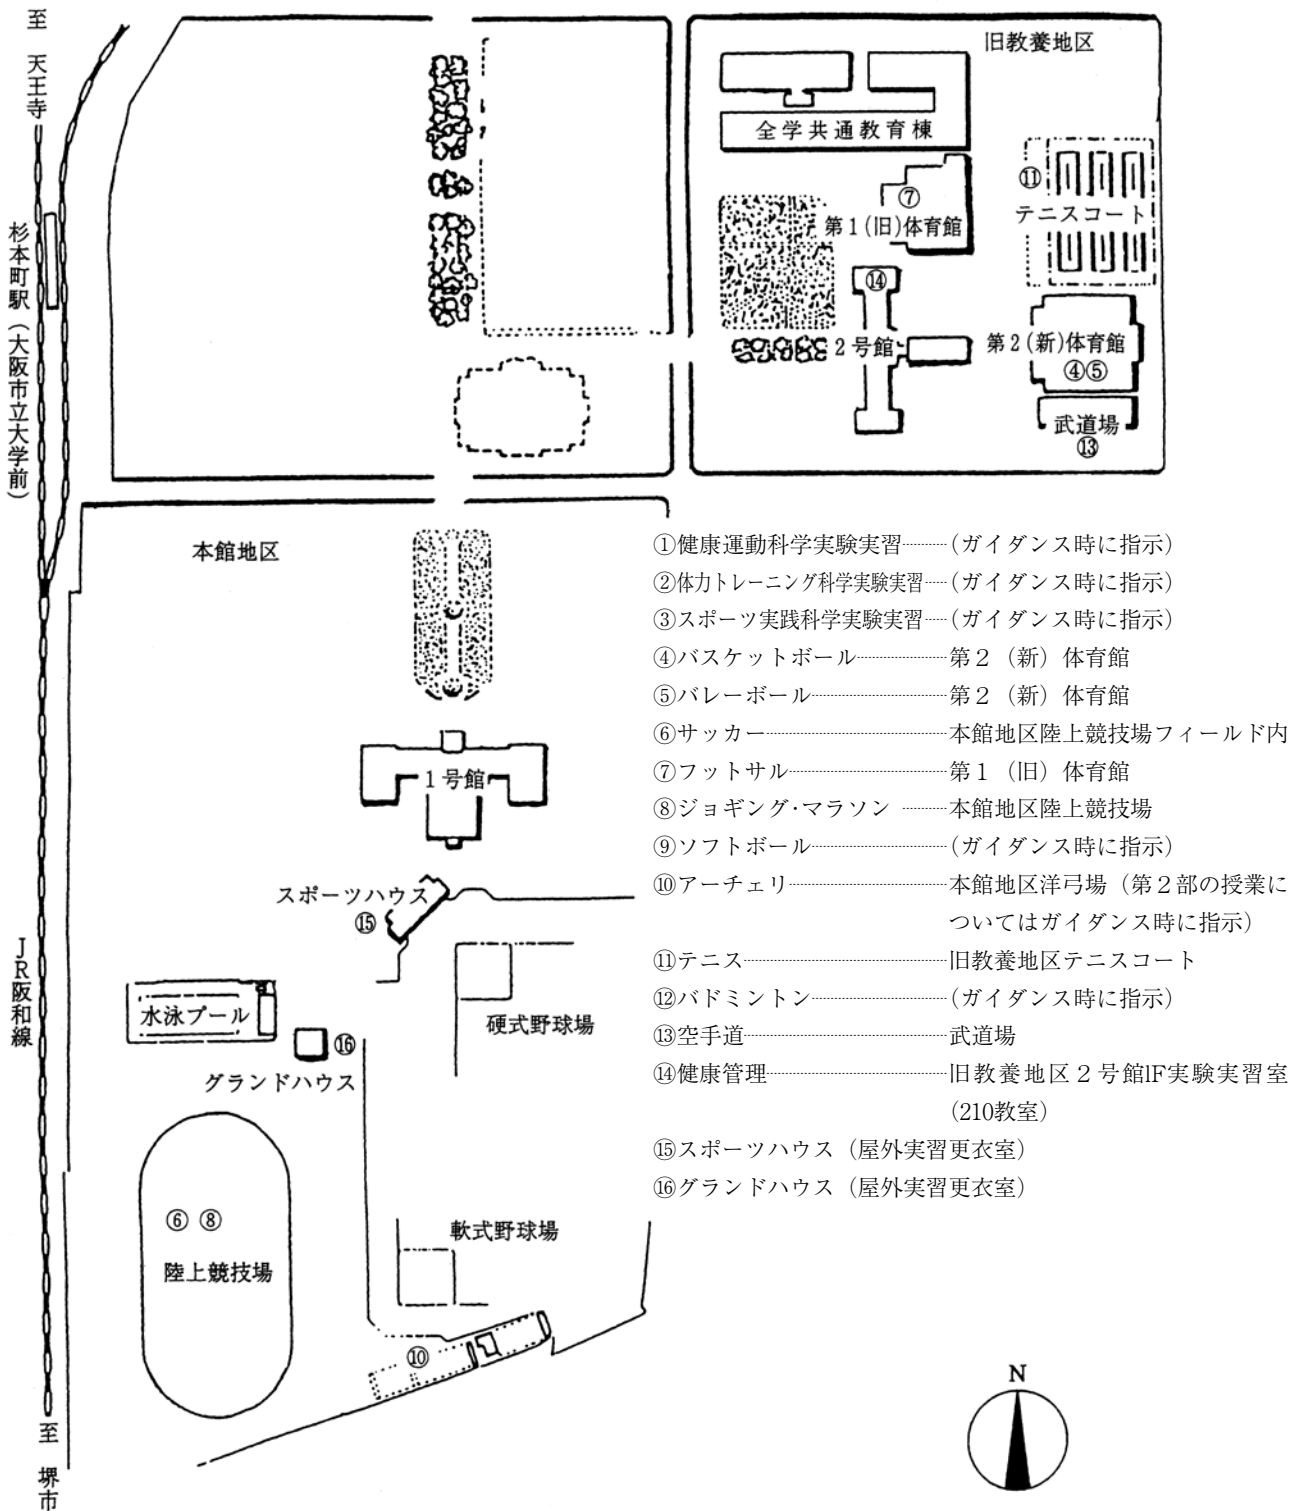 至 天王寺
旧教養地区
全学共通教育棟
⑪
テニスコート
⑦
第1(旧)体育館
⑭
2号館
第2(新)体育館
④⑤
武道場
⑬
杉本町駅(大阪市立大学前)
本館地区
①健康運動科学実験実習………(ガイダンス時に指示)
②体力トレーニング科学実験実習……(ガイダンス時に指示)
③スポーツ実践科学実験実習……(ガイダンス時に指示)
④バスケットボール………………第2(新)体育館
⑤バレーボール……………………第2(新)体育館
⑥サッカー…………………………本館地区陸上競技場フィールド内
⑦フットサル………………………第1(旧)体育館
⑧ジョギング・マラソン ………本館地区陸上競技場
⑨ソフトボール……………………(ガイダンス時に指示)
⑩アーチェリ………………………本館地区洋弓場(第2部の授業に
ついてはガイダンス時に指示)
⑪テニス……………………………旧教養地区テニスコート
⑫バドミントン……………………(ガイダンス時に指示)
⑬空手道……………………………武道場
⑭健康管理…………………………旧教養地区2号館1F実験実習室
(210教室)
⑮スポーツハウス(屋外実習更衣室)
⑯グランドハウス(屋外実習更衣室)
1号館
スポーツハウス
⑮
JR阪和線
水泳プール
⑯
グランドハウス
硬式野球場
⑥ ⑧
陸上競技場
軟式野球場
⑩
N
至 堺市